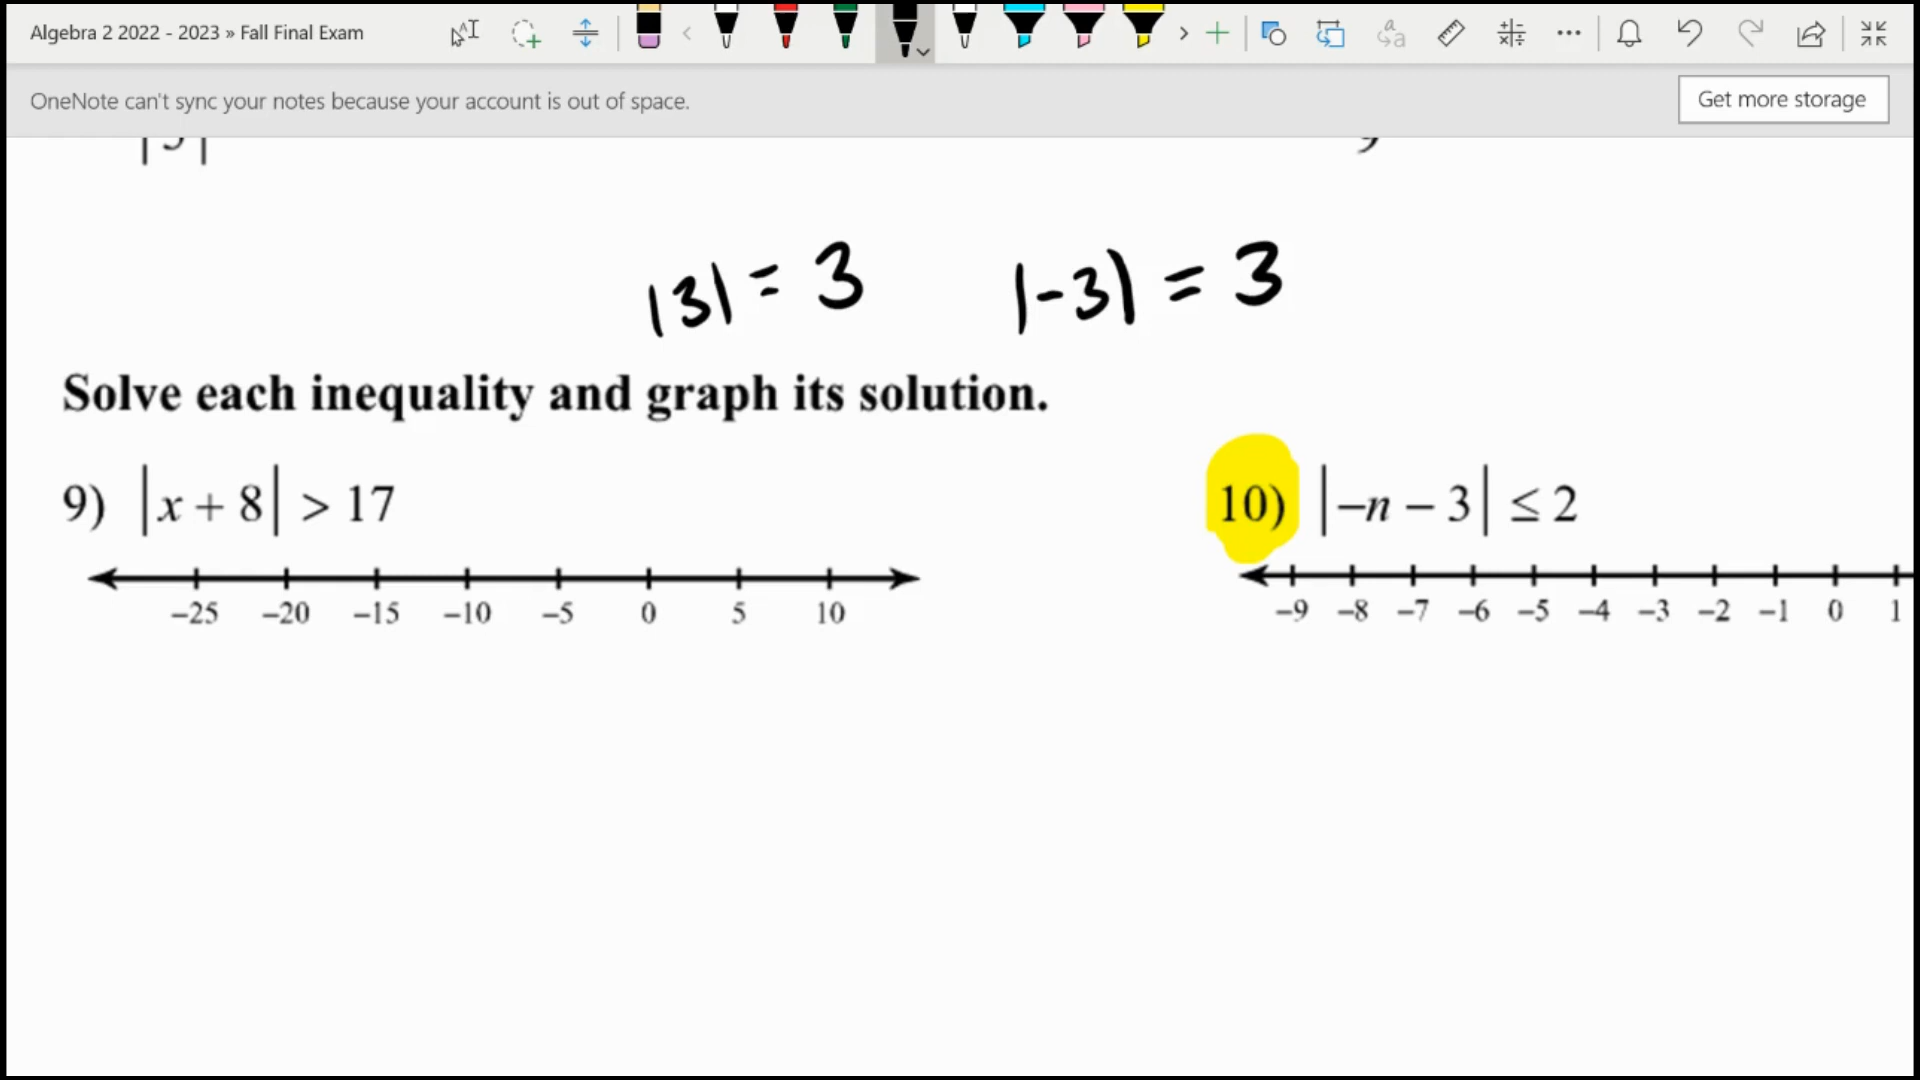 Algebra 2 2022 - 2023 » Fall Final Exam
OneNote can't sync your notes because your account is out of space.
Get more storage
|3| = 3 |-3| = 3
Solve each inequality and graph its solution.
9) |x + 8| > 17
10) |−n − 3| ≤ 2
−25 −20 −15 −10 −5 0 5 10
−9 −8 −7 −6 −5 −4 −3 −2 −1 0 1